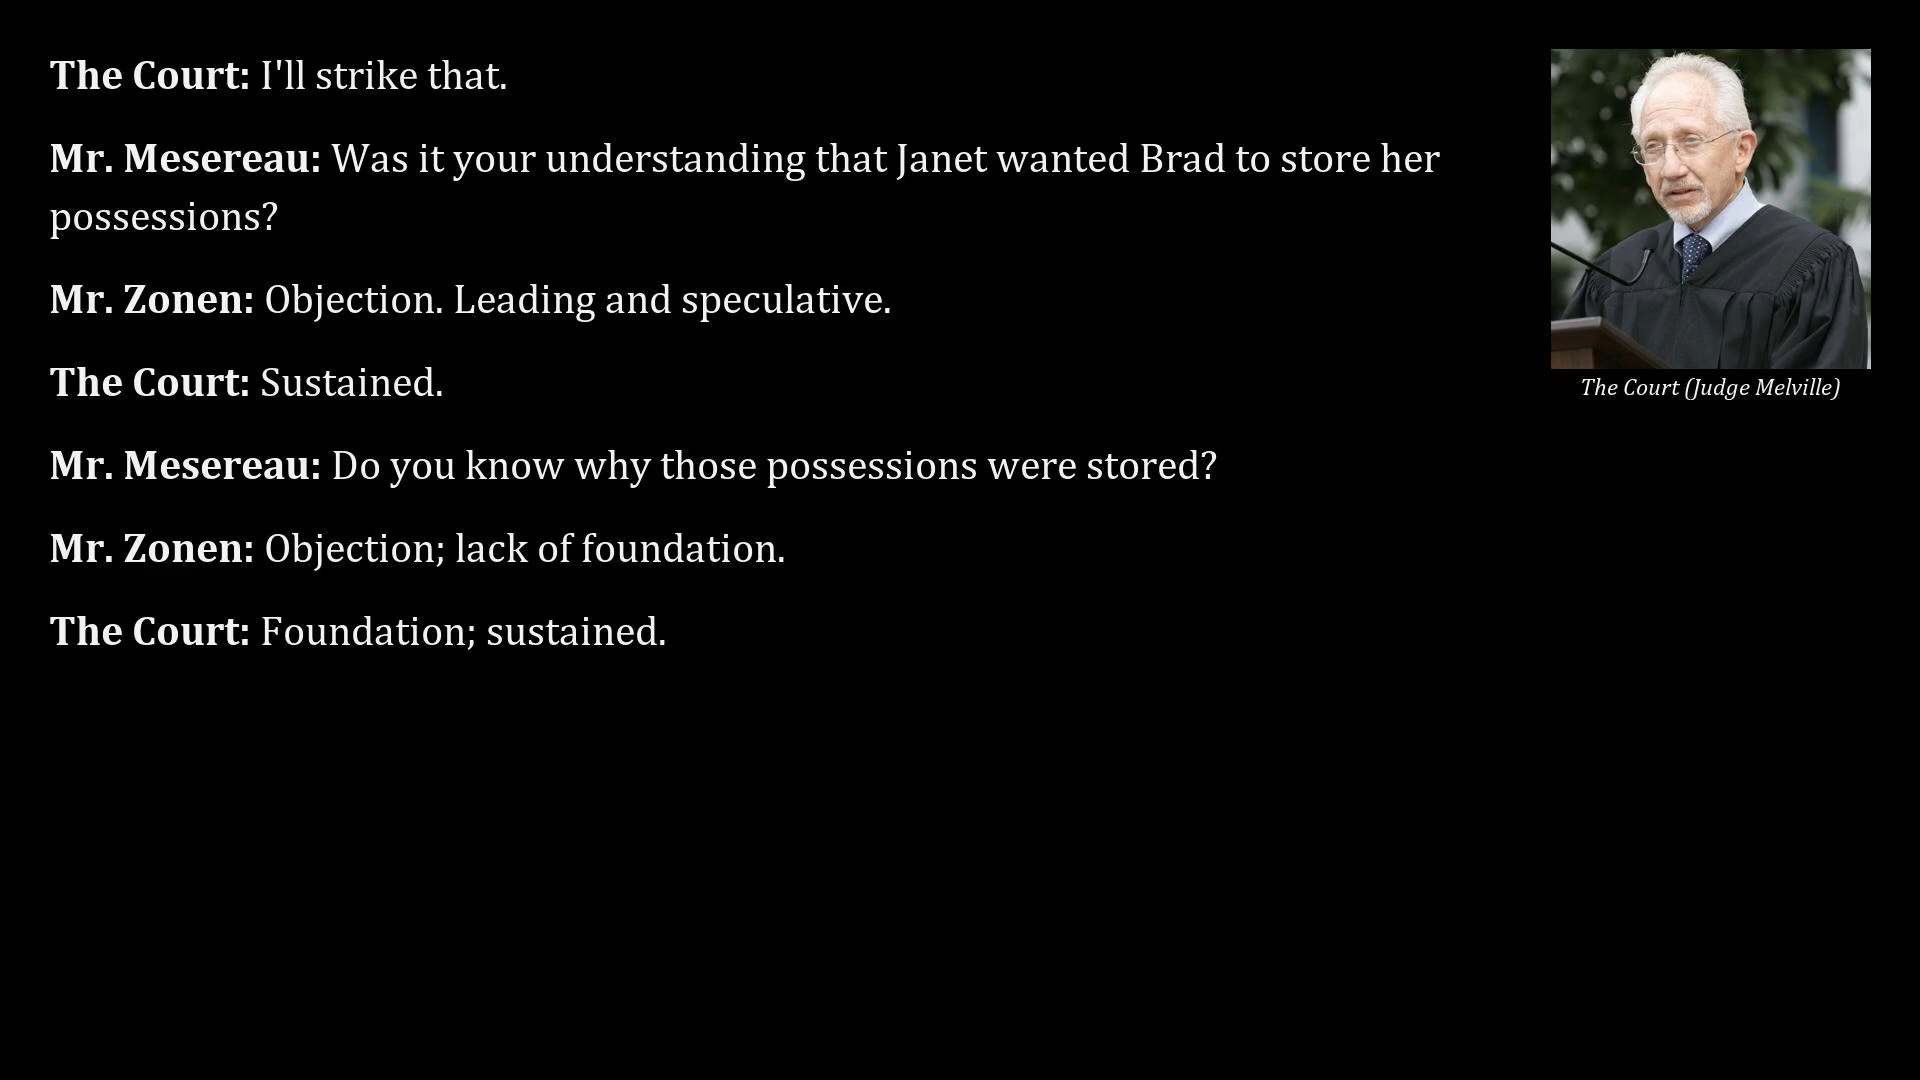 The Court: I'll strike that.
Mr. Mesereau: Was it your understanding that Janet wanted Brad to store her
possessions?
Mr. Zonen: Objection. Leading and speculative.
The Court: Sustained.
Mr. Mesereau: Do you know why those possessions were stored?
Mr. Zonen: Objection; lack of foundation.
The Court: Foundation; sustained.
The Court (Judge Melville)